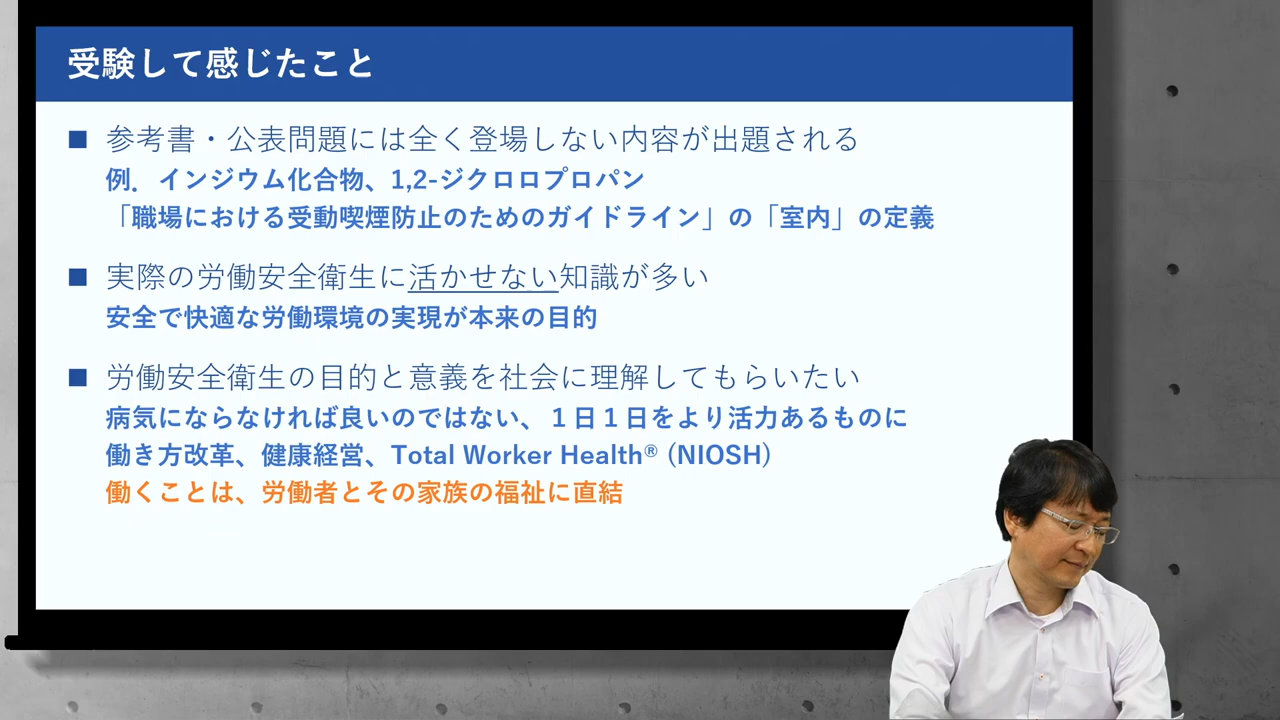 受験して感じたこと
■ 参考書・公表問題には全く登場しない内容が出題される
例．インジウム化合物、1,2-ジクロロプロパン
「職場における受動喫煙防止のためのガイドライン」の「室内」の定義
■ 実際の労働安全衛生に活かせない知識が多い
安全で快適な労働環境の実現が本来の目的
■ 労働安全衛生の目的と意義を社会に理解してもらいたい
病気にならなければ良いのではない、１日１日をより活力あるものに
働き方改革、健康経営、Total Worker Health® (NIOSH)
働くことは、労働者とその家族の福祉に直結